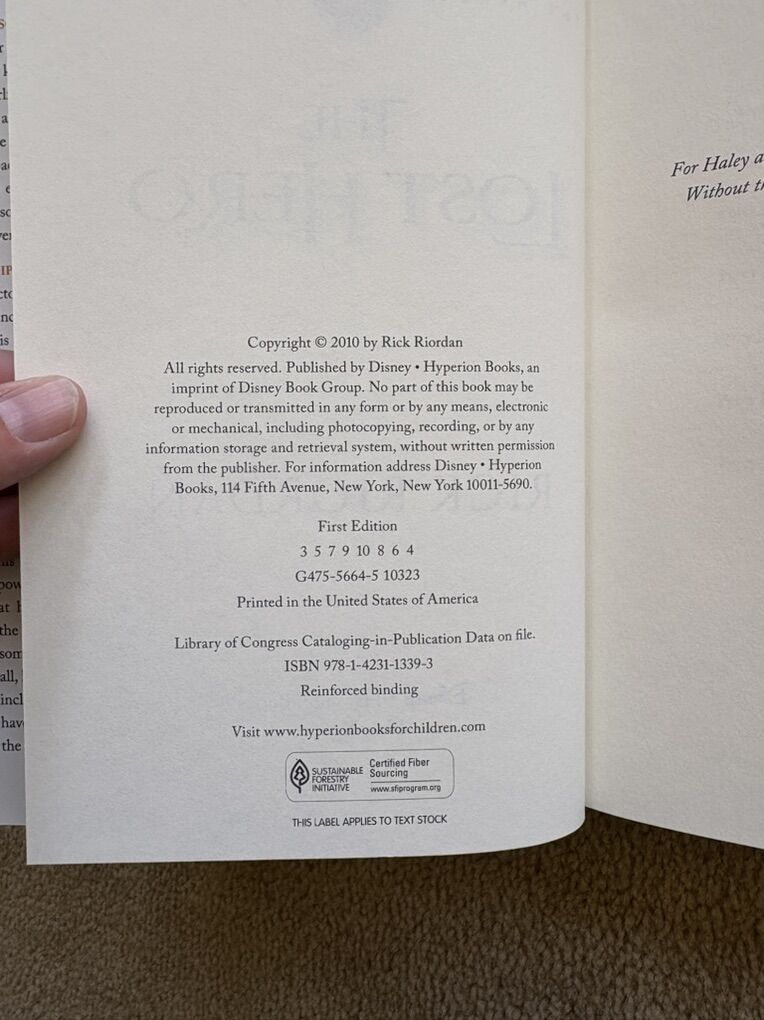 THE
LOST HERO
Copyright © 2010 by Rick Riordan
All rights reserved. Published by Disney • Hyperion Books, an
imprint of Disney Book Group. No part of this book may be
reproduced or transmitted in any form or by any means, electronic
or mechanical, including photocopying, recording, or by any
information storage and retrieval system, without written permission
from the publisher. For information address Disney • Hyperion
Books, 114 Fifth Avenue, New York, New York 10011-5690.
RICK RIORDAN
First Edition
3 5 7 9 10 8 6 4
G475-5664-5 10323
Printed in the United States of America
Library of Congress Cataloging-in-Publication Data on file.
ISBN 978-1-4231-1339-3
Reinforced binding
Visit www.hyperionbooksforchildren.com
SUSTAINABLE
FORESTRY
INITIATIVE
Certified Fiber
Sourcing
www.sfiprogram.org
THIS LABEL APPLIES TO TEXT STOCK
For Haley a
Without th